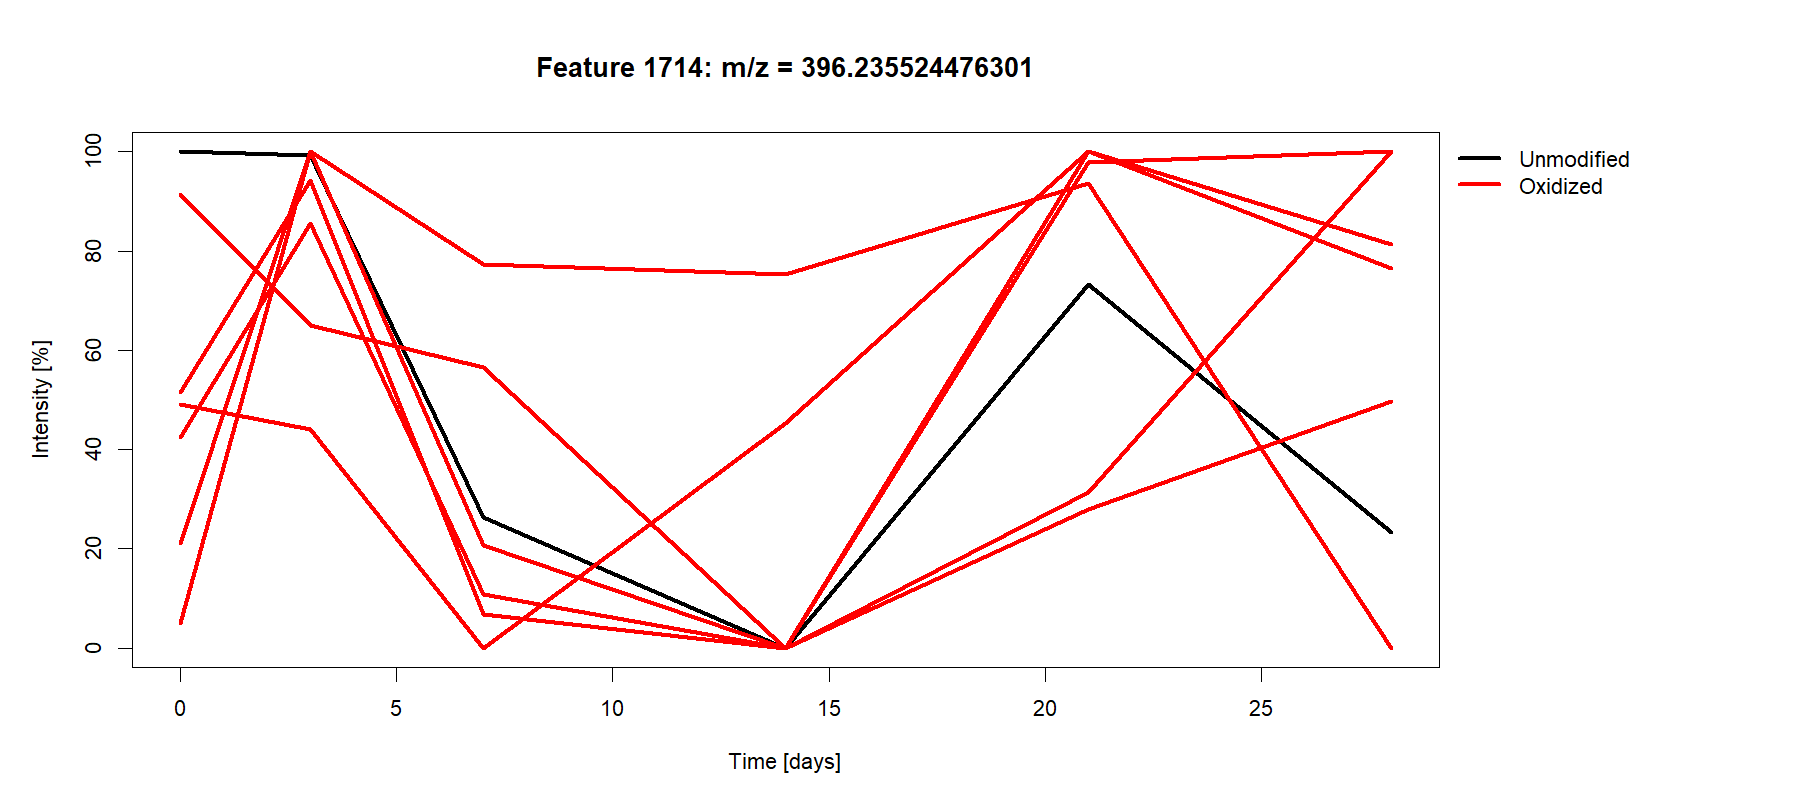 Feature 1714: m/z = 396.235524476301
Unmodified
Oxidized
Intensity [%]
100
80
60
40
20
0
0 5 10 15 20 25
Time [days]